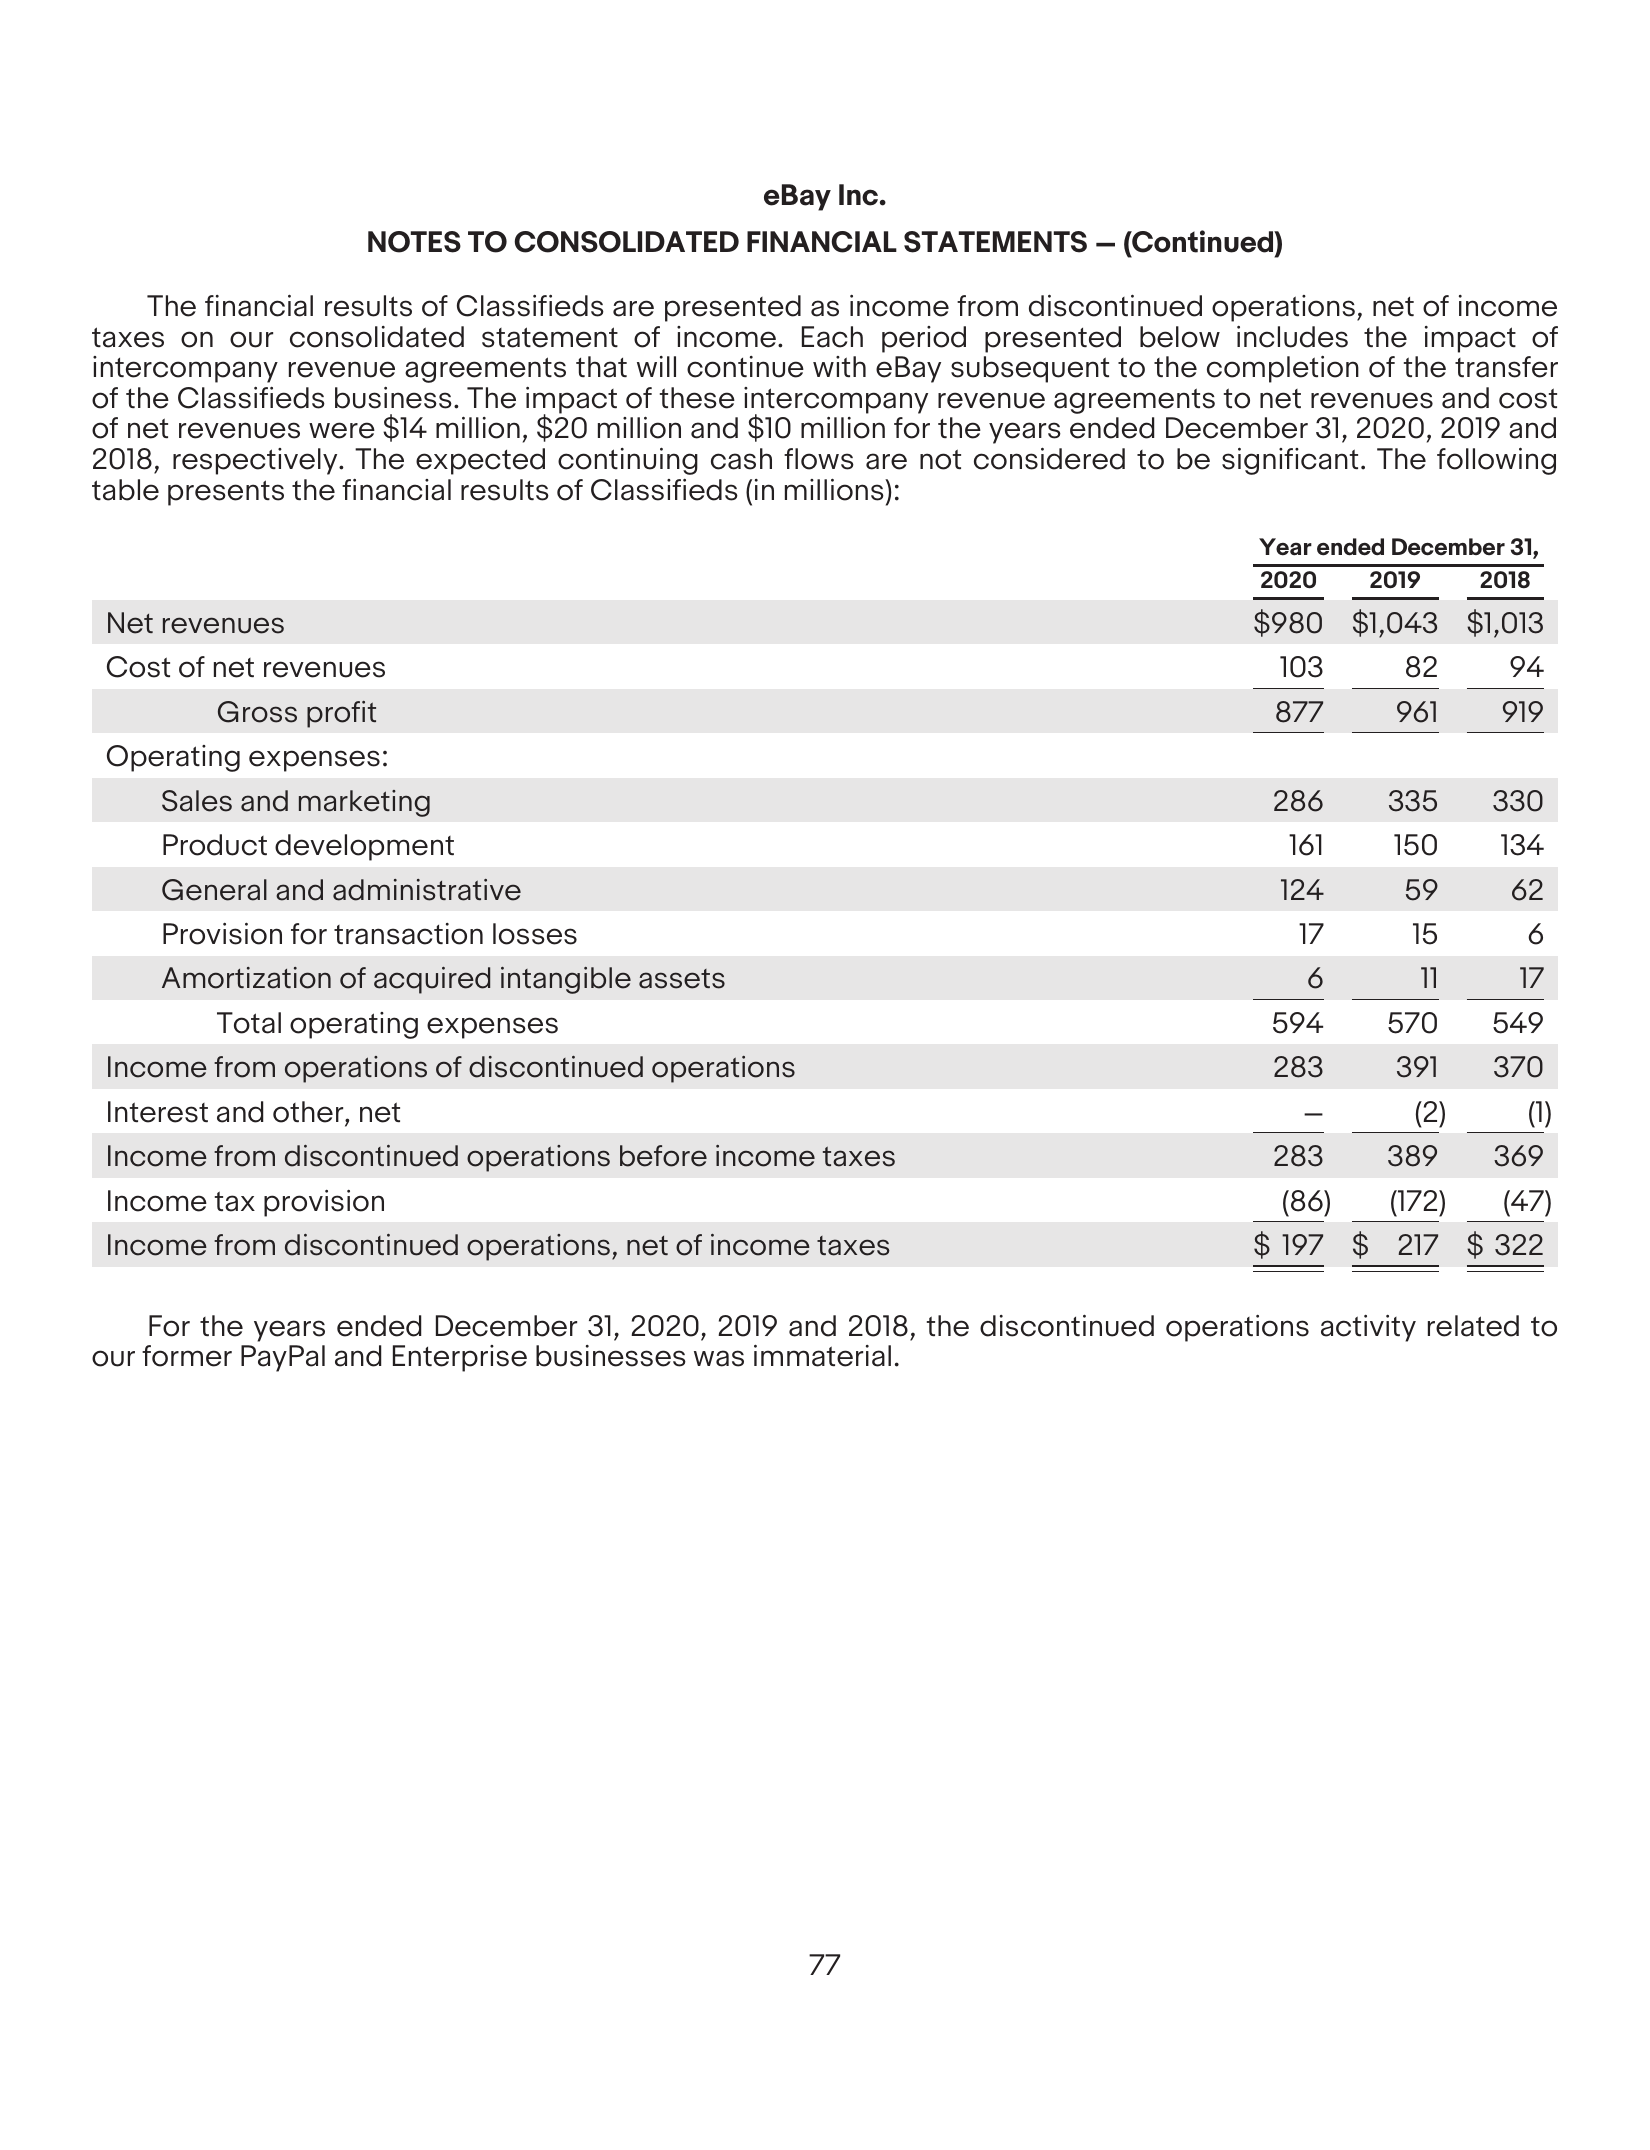 eBay Inc.
NOTES TO CONSOLIDATED FINANCIAL STATEMENTS — (Continued)
The financial results of Classifieds are presented as income from discontinued operations, net of income
taxes on our consolidated statement of income. Each period presented below includes the impact of
intercompany revenue agreements that will continue with eBay subsequent to the completion of the transfer
of the Classifieds business. The impact of these intercompany revenue agreements to net revenues and cost
of net revenues were $14 million, $20 million and $10 million for the years ended December 31, 2020, 2019 and
2018, respectively. The expected continuing cash flows are not considered to be significant. The following
table presents the financial results of Classifieds (in millions):
Year ended December 31,
2020 2019 2018
Net revenues $980 $1,043 $1,013
Cost of net revenues 103 82 94
Gross profit 877 961 919
Operating expenses:
Sales and marketing 286 335 330
Product development 161 150 134
General and administrative 124 59 62
Provision for transaction losses 17 15 6
Amortization of acquired intangible assets 6 11 17
Total operating expenses 594 570 549
Income from operations of discontinued operations 283 391 370
Interest and other, net — (2) (1)
Income from discontinued operations before income taxes 283 389 369
Income tax provision (86) (172) (47)
Income from discontinued operations, net of income taxes $ 197 $ 217 $ 322
For the years ended December 31, 2020, 2019 and 2018, the discontinued operations activity related to
our former PayPal and Enterprise businesses was immaterial.
77